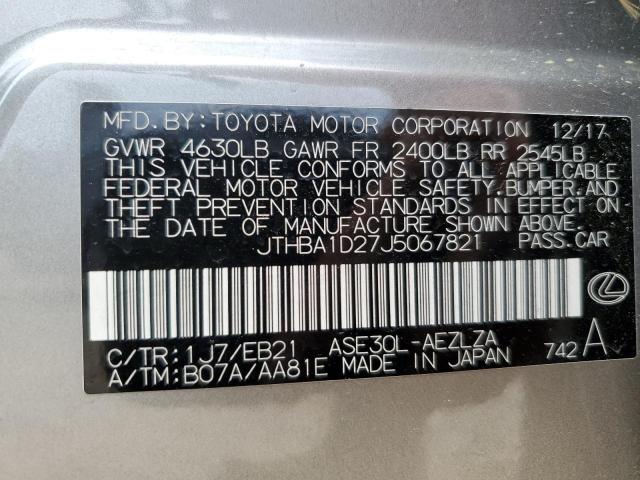 MFD. BY: TOYOTA MOTOR CORPORATION 12/17
GVWR 4630LB GAWR FR 2400LB RR 2545LB
THIS VEHICLE CONFORMS TO ALL APPLICABLE
FEDERAL MOTOR VEHICLE SAFETY, BUMPER, AND
THEFT PREVENTION STANDARDS IN EFFECT ON
THE DATE OF MANUFACTURE SHOWN ABOVE.
JTHBA1D27J5067821 PASS. CAR
C/TR: 1J7/EB21 ASE30L-AEZLZA
A/TM: B07A/AA81E MADE IN JAPAN 742 A